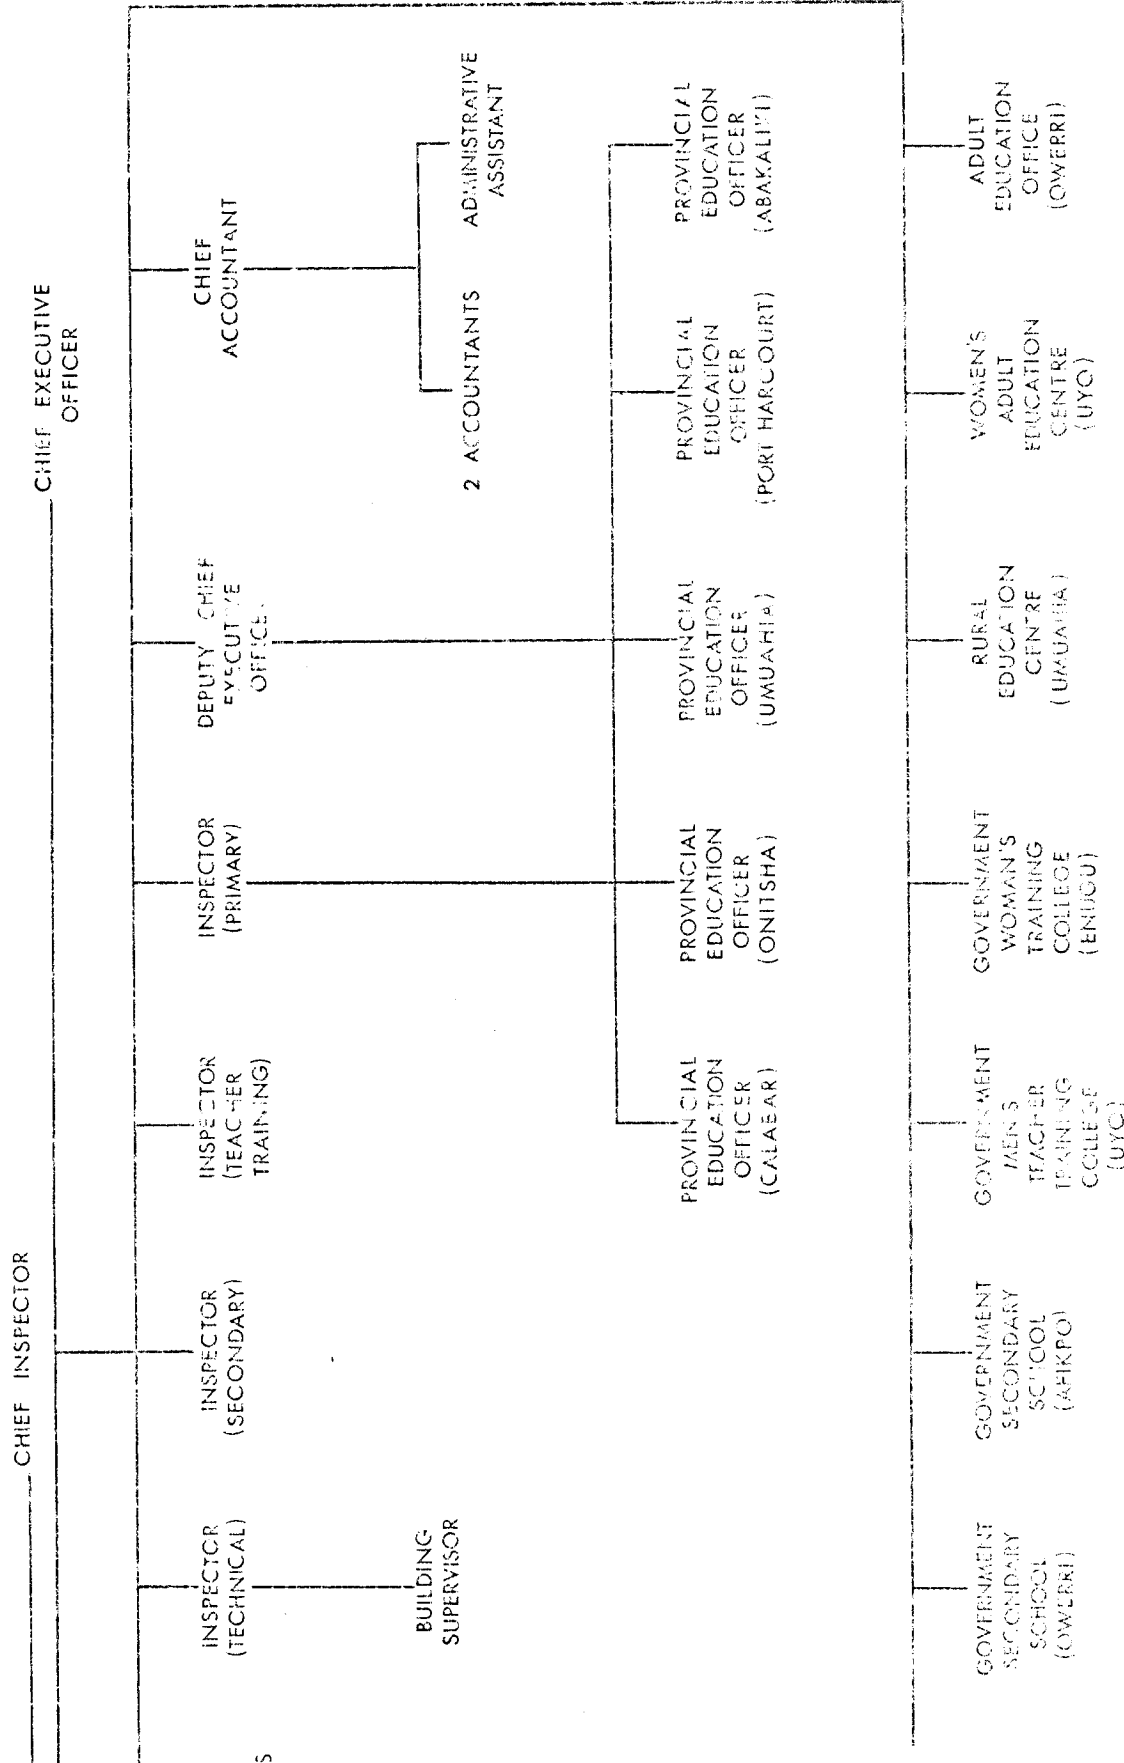 CHIEF INSPECTOR
CHIEF EXECUTIVE
OFFICER
INSPECTOR
(TECHNICAL)
INSPECTOR
(SECONDARY)
INSPECTOR
(TEACHER
TRAINING)
INSPECTOR
(PRIMARY)
DEPUTY CHIEF
EXECUTIVE
OFFICER
CHIEF
ACCOUNTANT
S
BUILDING
SUPERVISOR
2 ACCOUNTANTS
ADMINISTRATIVE
ASSISTANT
PROVINCIAL
EDUCATION
OFFICER
(CALABAR)
PROVINCIAL
EDUCATION
OFFICER
(ONITSHA)
PROVINCIAL
EDUCATION
OFFICER
(UMUAHIA)
PROVINCIAL
EDUCATION
OFFICER
(PORT HARCOURT)
PROVINCIAL
EDUCATION
OFFICER
(ABAKALIKI)
GOVERNMENT
SECONDARY
SCHOOL
(OWERRI)
GOVERNMENT
SECONDARY
SCHOOL
(AFIKPO)
GOVERNMENT
MEN'S
TEACHER
TRAINING
COLLEGE
(UYO)
GOVERNMENT
WOMAN'S
TRAINING
COLLEGE
(ENUGU)
RURAL
EDUCATION
CENTRE
(UMUAHIA)
WOMEN'S
ADULT
EDUCATION
CENTRE
(UYO)
ADULT
EDUCATION
OFFICE
(OWERRI)